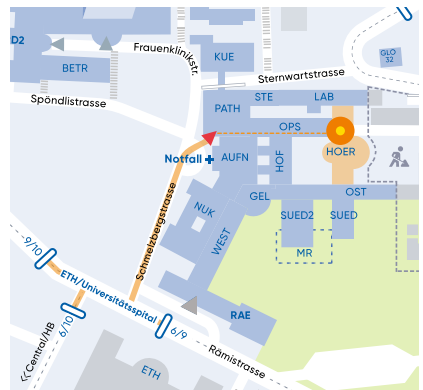 D2
BETR
Frauenklinikstr.
KUE
GLO
32
Sternwartstrasse
Spöndlistrasse
STE
LAB
PATH
OPS
HOER
Notfall
AUFN
HOF
Schmelzbergstrasse
GEL
OST
NUK
SUED2
SUED
WEST
MR
9/10
ETH/Universitätsspital
RAE
6/10
6/9
<<Central/HB
Rämistrasse
ETH